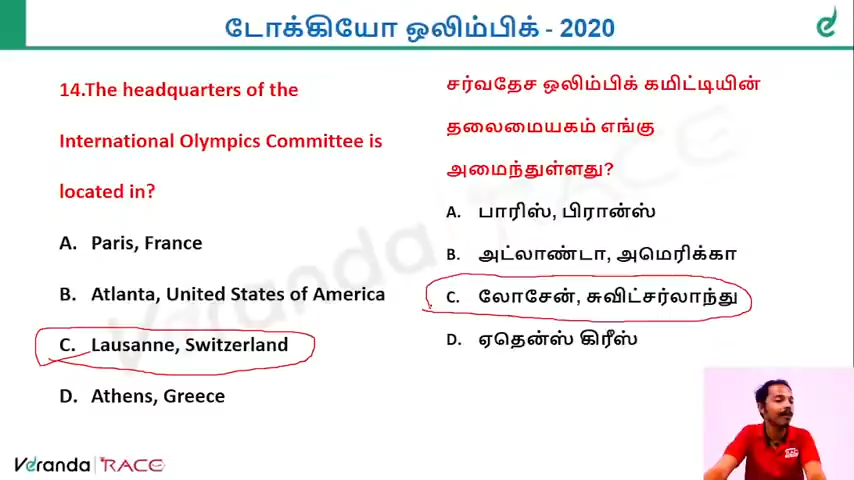 டோக்கியோ ஒலிம்பிக் - 2020
14.The headquarters of the
International Olympics Committee is
located in?
A. Paris, France
B. Atlanta, United States of America
C. Lausanne, Switzerland
D. Athens, Greece
சர்வதேச ஒலிம்பிக் கமிட்டியின்
தலைமையகம் எங்கு
அமைந்துள்ளது?
A. பாரிஸ், பிரான்ஸ்
B. அட்லாண்டா, அமெரிக்கா
C. லோசேன், சுவிட்சர்லாந்து
D. ஏதென்ஸ் கிரீஸ்
Veranda RACE
Veranda RACE